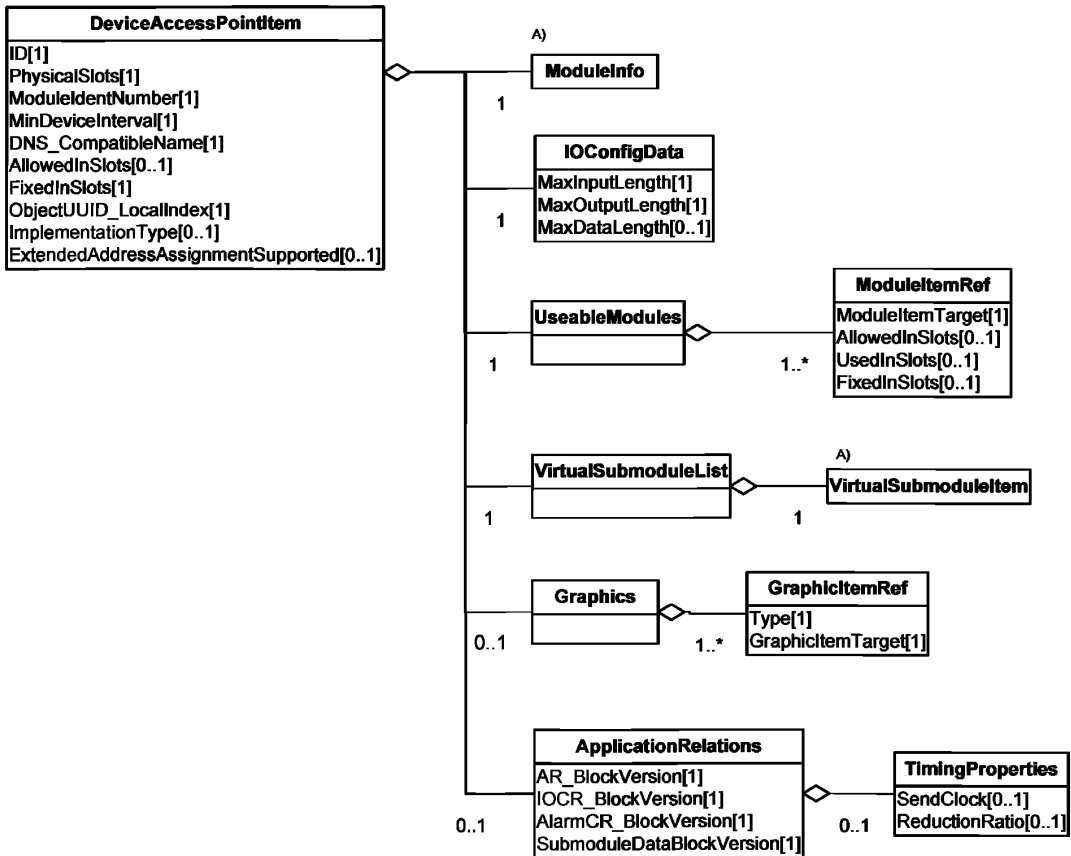 DeviceAccessPointItem
ID[1]
PhysicalSlots[1]
ModuleIdentNumber[1]
MinDeviceInterval[1]
DNS_CompatibleName[1]
AllowedInSlots[0..1]
FixedInSlots[1]
ObjectUUID_LocalIndex[1]
ImplementationType[0..1]
ExtendedAddressAssignmentSupported[0..1]
A)
ModuleInfo
1
IOConfigData
MaxInputLength[1]
MaxOutputLength[1]
MaxDataLength[0..1]
1
UseableModules
1
1..*
ModuleItemRef
ModuleItemTarget[1]
AllowedInSlots[0..1]
UsedInSlots[0..1]
FixedInSlots[0..1]
VirtualSubmoduleList
1
1
A)
VirtualSubmoduleItem
Graphics
0..1
1..*
GraphicItemRef
Type[1]
GraphicItemTarget[1]
ApplicationRelations
AR_BlockVersion[1]
IOCR_BlockVersion[1]
AlarmCR_BlockVersion[1]
SubmoduleDataBlockVersion[1]
0..1
0..1
TimingProperties
SendClock[0..1]
ReductionRatio[0..1]